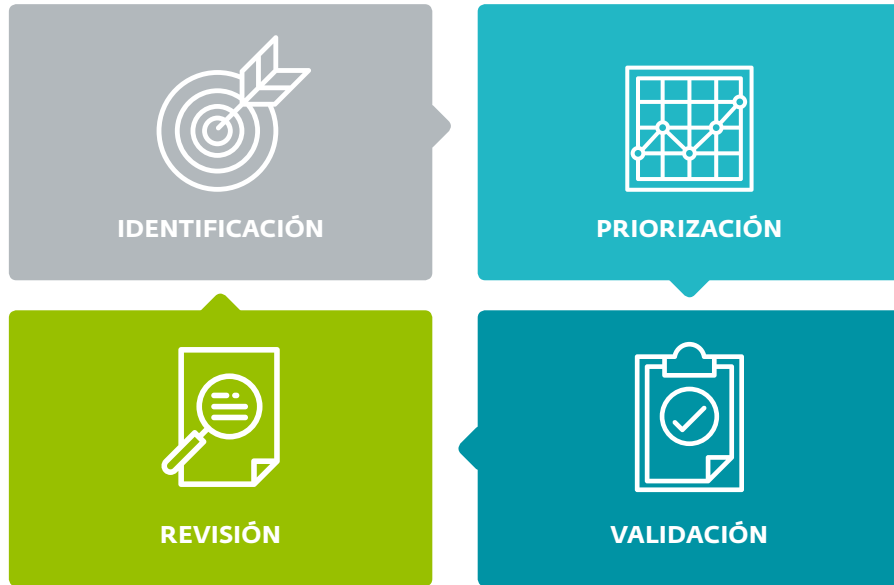 IDENTIFICACIÓN
PRIORIZACIÓN
REVISIÓN
VALIDACIÓN